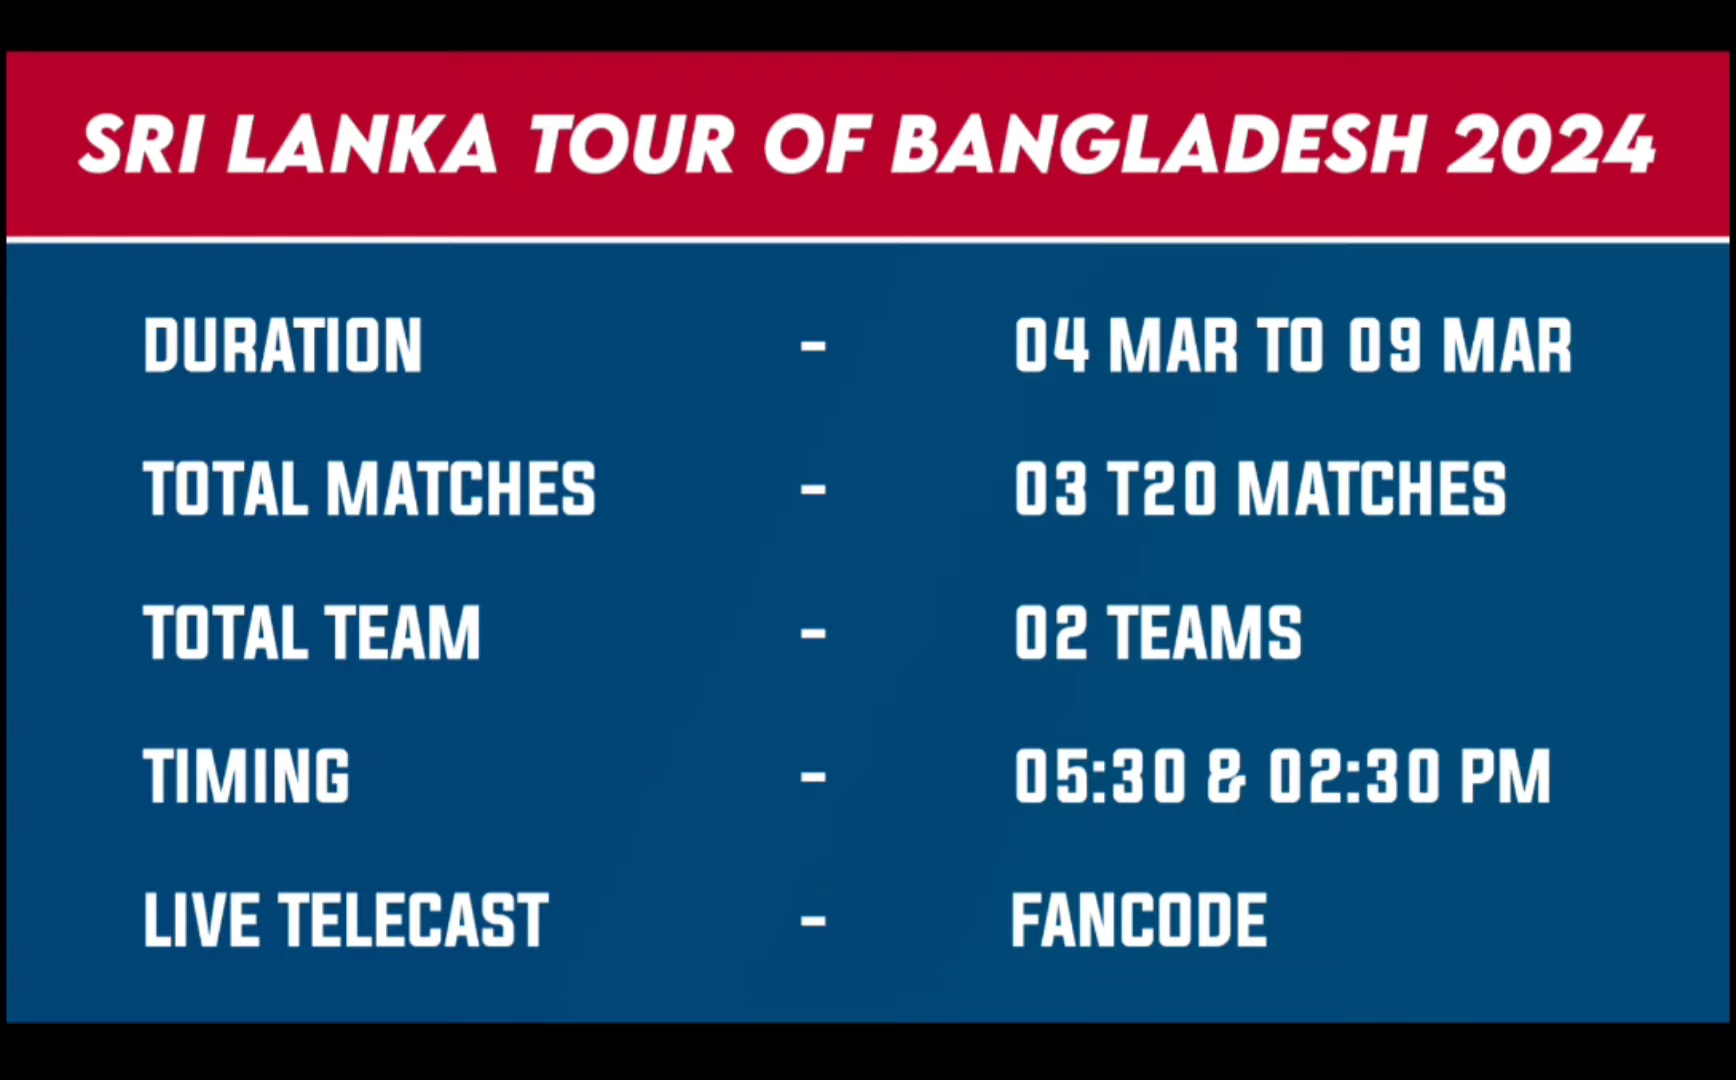 SRI LANKA TOUR OF BANGLADESH 2024
DURATION - 04 MAR TO 09 MAR
TOTAL MATCHES - 03 T20 MATCHES
TOTAL TEAM - 02 TEAMS
TIMING - 05:30 & 02:30 PM
LIVE TELECAST - FANCODE